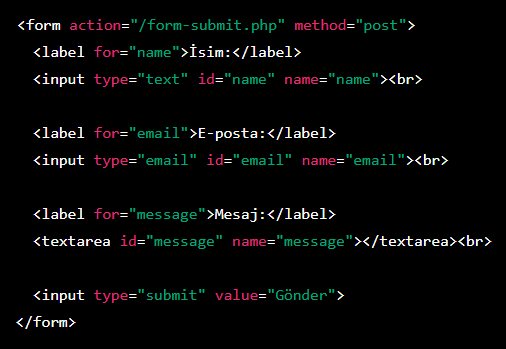 <form action="/form-submit.php" method="post">
<label for="name">İsim:</label>
<input type="text" id="name" name="name"><br>
<label for="email">E-posta:</label>
<input type="email" id="email" name="email"><br>
<label for="message">Mesaj:</label>
<textarea id="message" name="message"></textarea><br>
<input type="submit" value="Gönder">
</form>